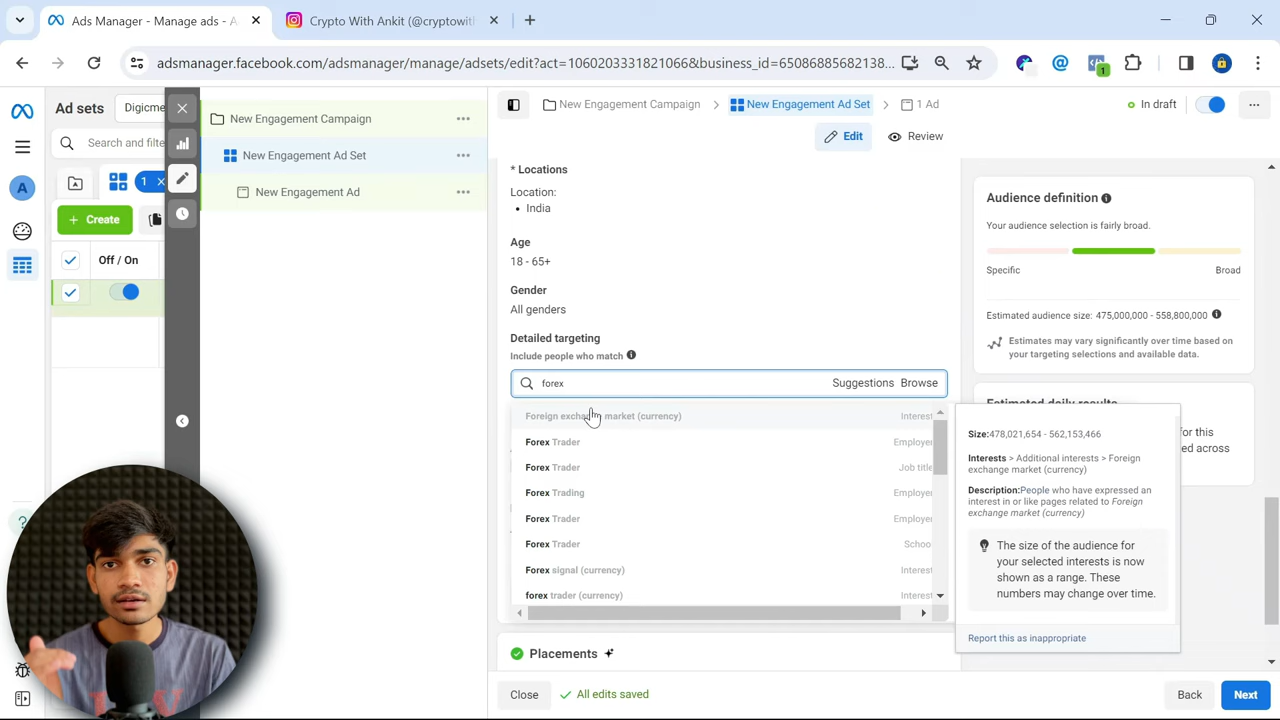 Ads Manager - Manage ads - A
Crypto With Ankit (@cryptowith
adsmanager.facebook.com/adsmanager/manage/adsets/edit?act=1060203331821066&business_id=65086885682138...
1
Ad sets
Digicme
Search and filte
1
A
Create
Off / On
New Engagement Campaign
New Engagement Ad Set
New Engagement Ad
New Engagement Campaign
New Engagement Ad Set
1 Ad
In draft
Edit
Review
* Locations
Location:
• India
Age
18 - 65+
Gender
All genders
Detailed targeting
Include people who match
forex
Suggestions
Browse
Foreign exchange market (currency)
Interest
Forex Trader
Employer
Forex Trader
Job title
Forex Trading
Employer
Forex Trader
Employer
Forex Trader
School
Forex signal (currency)
Interest
forex trader (currency)
Interest
Placements
Close
All edits saved
Back
Next
Audience definition
Your audience selection is fairly broad.
Specific
Broad
Estimated audience size: 475,000,000 - 558,800,000
Estimates may vary significantly over time based on
your targeting selections and available data.
Estimated daily results
for this
d across
Size:478,021,654 - 562,153,466
Interests > Additional interests > Foreign
exchange market (currency)
Description:People who have expressed an
interest in or like pages related to Foreign
exchange market (currency)
The size of the audience for
your selected interests is now
shown as a range. These
numbers may change over time.
Report this as inappropriate